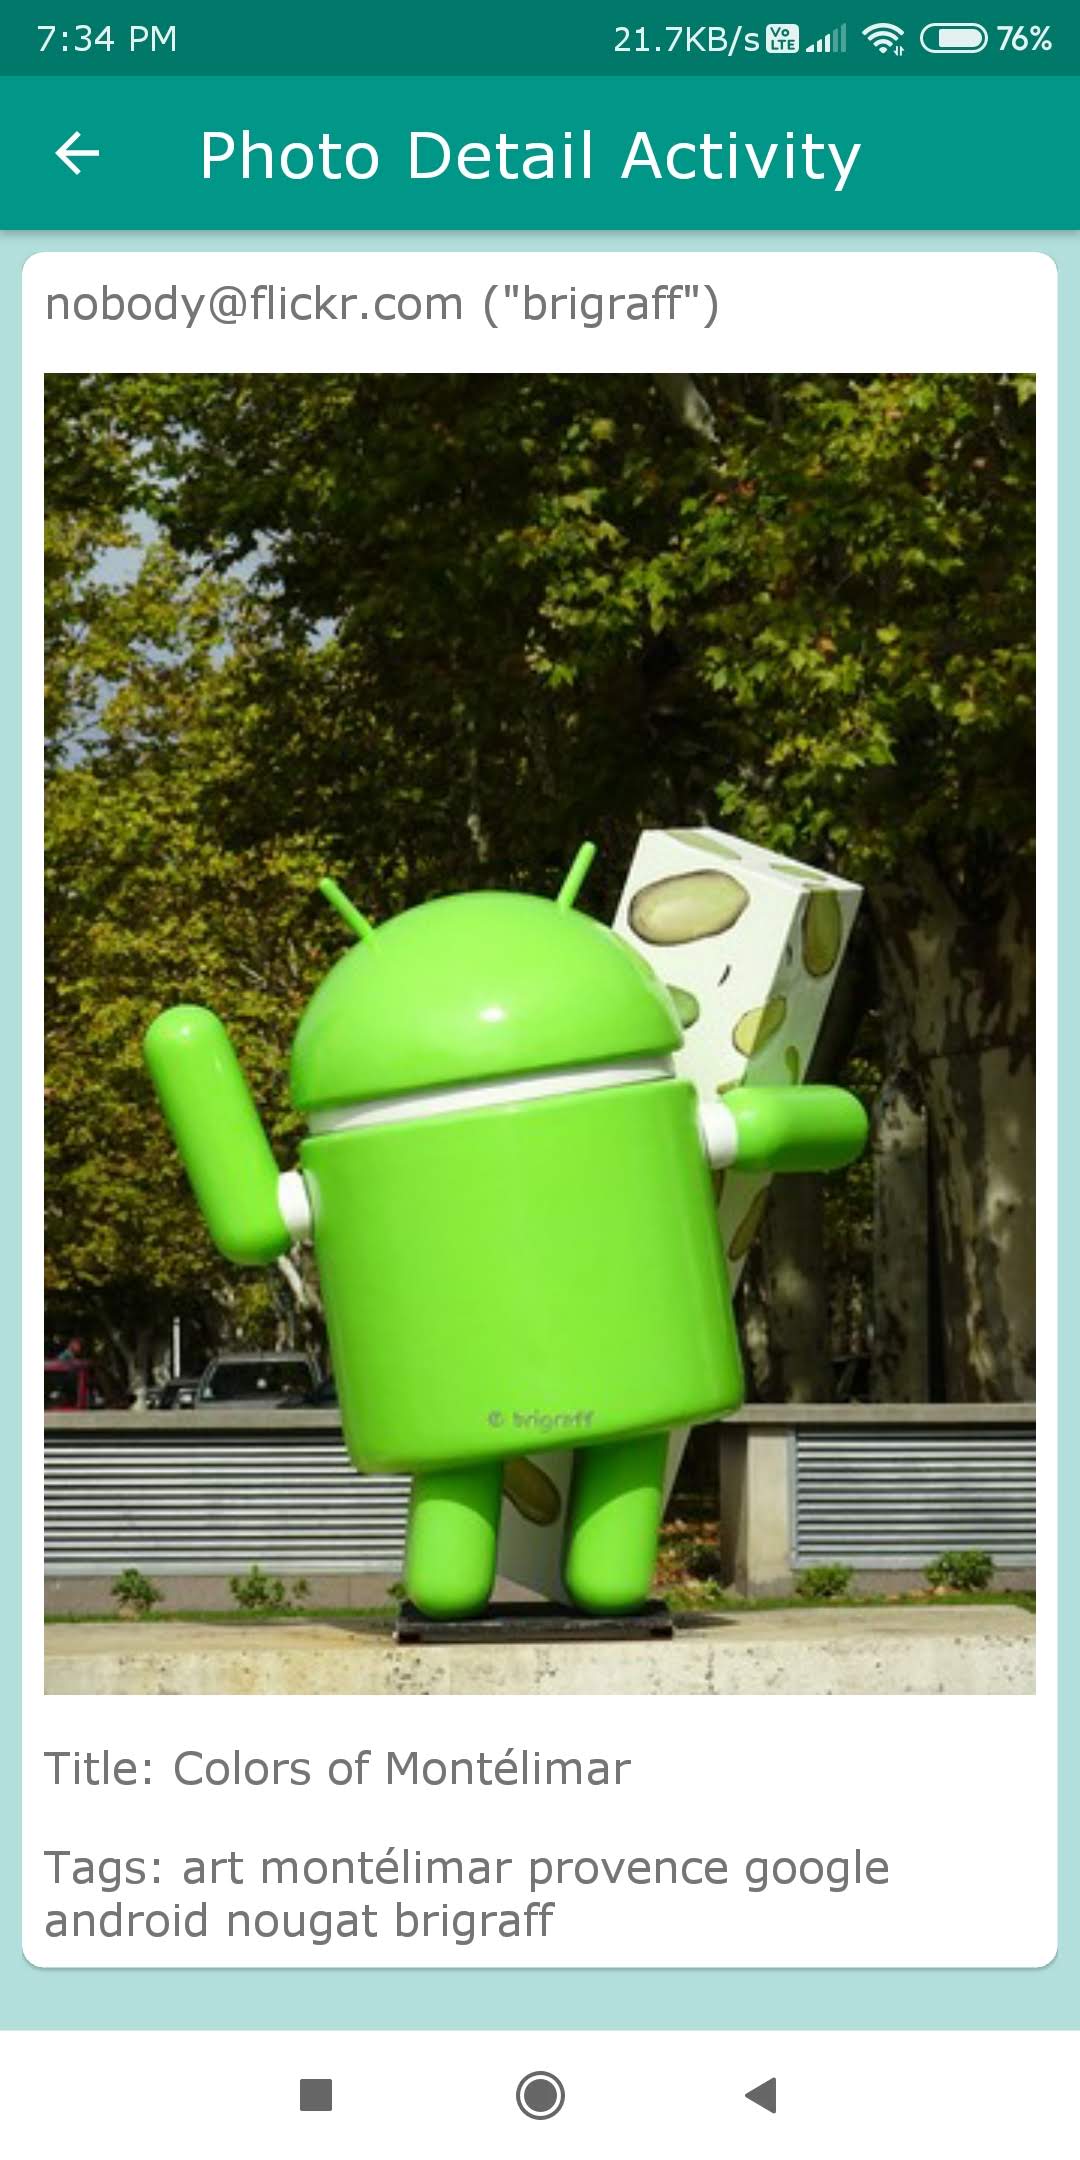 7:34 PM 21.7KB/s Vo LTE 76%
Photo Detail Activity
nobody@flickr.com ("brigraff")
© brigraff
Title: Colors of Montélimar
Tags: art montélimar provence google
android nougat brigraff